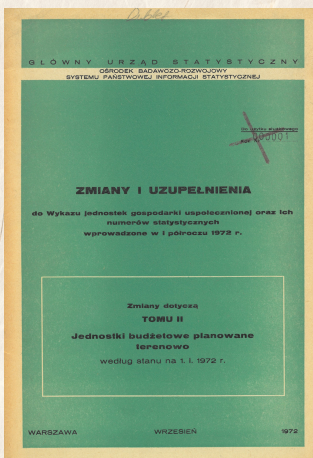 GŁÓWNY URZĄD STATYSTYCZNY
OŚRODEK BADAWCZO-ROZWOJOWY
SYSTEMU PAŃSTWOWEJ INFORMACJI STATYSTYCZNEJ
ZMIANY I UZUPEŁNIENIA
do Wykazu jednostek gospodarki uspołecznionej oraz ich
numerów statystycznych
wprowadzone w I półroczu 1972 r.
Zmiany dotyczą
TOMU II
Jednostki budżetowe planowane
terenowo
według stanu na 1. I. 1972 r.
WARSZAWA WRZESIEŃ 1972